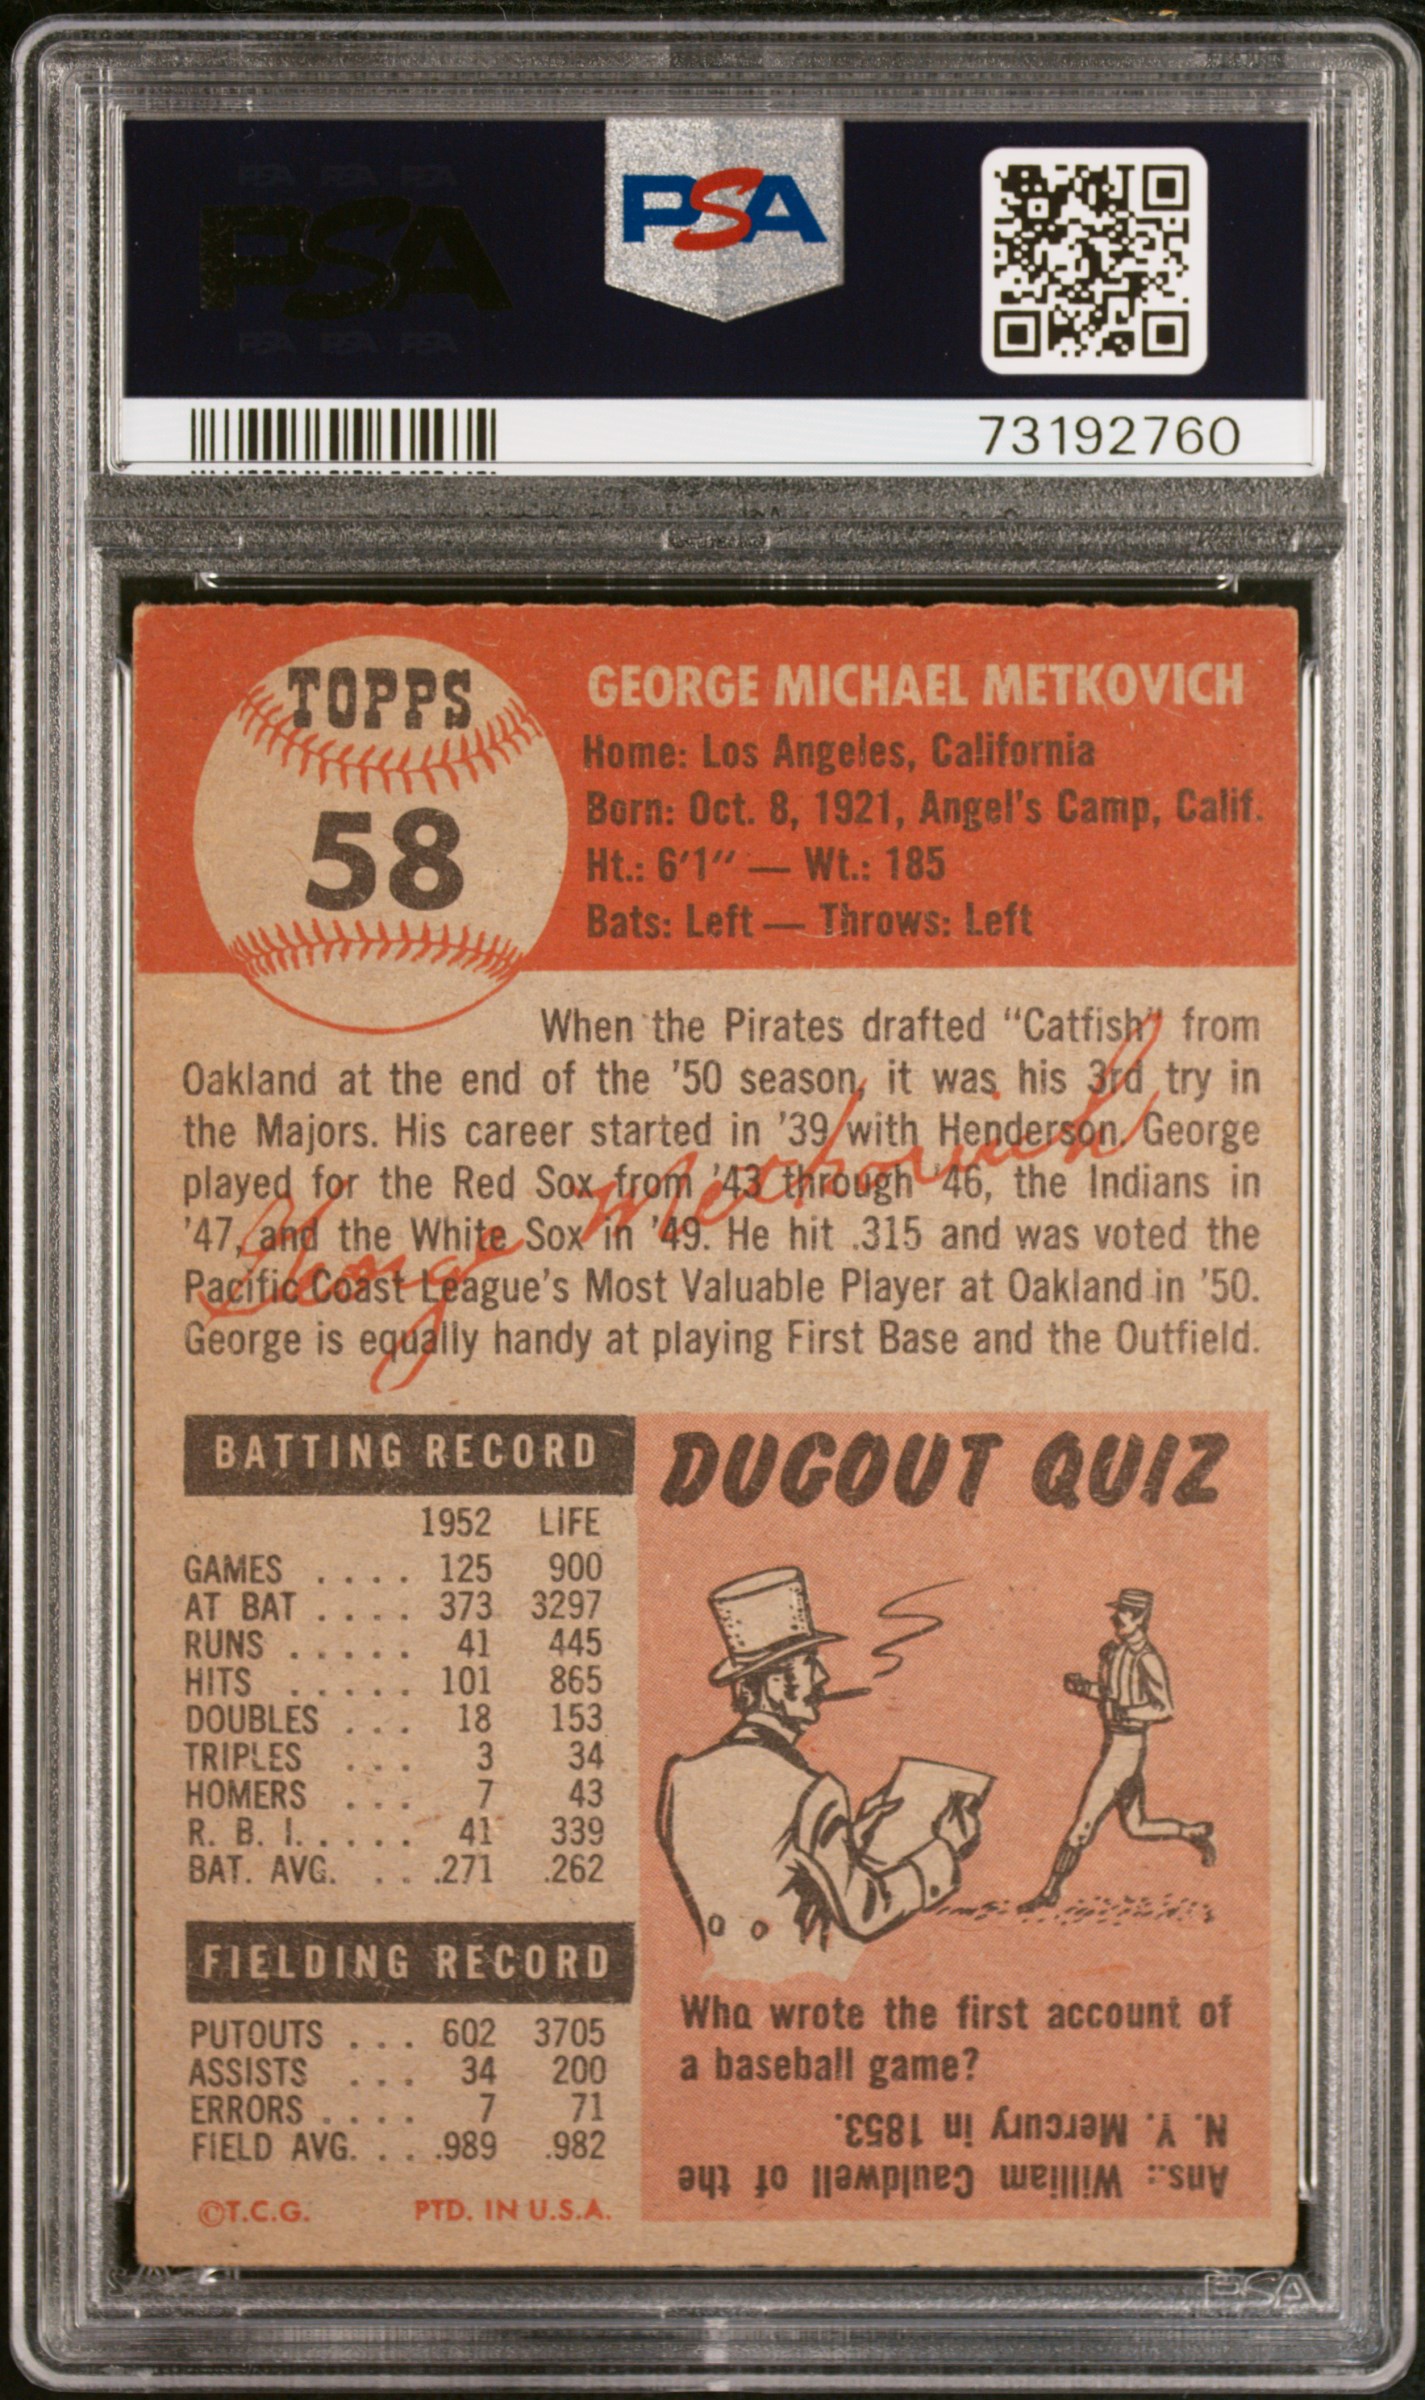 PSA PSA PSA
PSA
PSA PSA PSA
PSA
73192760
TOPPS
58
GEORGE MICHAEL METKOVICH
Home: Los Angeles, California
Born: Oct. 8, 1921, Angel's Camp, Calif.
Ht.: 6'1" — Wt.: 185
Bats: Left — Throws: Left
When the Pirates drafted "Catfish" from
Oakland at the end of the '50 season, it was his 3rd try in
the Majors. His career started in '39 with Henderson. George
played for the Red Sox from '43 through '46, the Indians in
'47, and the White Sox in '49. He hit .315 and was voted the
Pacific Coast League's Most Valuable Player at Oakland in '50.
George is equally handy at playing First Base and the Outfield.
George Metkovich
BATTING RECORD
1952 LIFE
GAMES .... 125 900
AT BAT .... 373 3297
RUNS ..... 41 445
HITS ..... 101 865
DOUBLES ... 18 153
TRIPLES ... 3 34
HOMERS ... 7 43
R. B. I. .... 41 339
BAT. AVG. ... .271 .262
FIELDING RECORD
PUTOUTS ... 602 3705
ASSISTS ... 34 200
ERRORS .... 7 71
FIELD AVG. ... .989 .982
©T.C.G. PTD. IN U.S.A.
DUGOUT QUIZ
Who wrote the first account of
a baseball game?
Ans.: William Cauldwell of the
N. Y. Mercury in 1853.
PSA